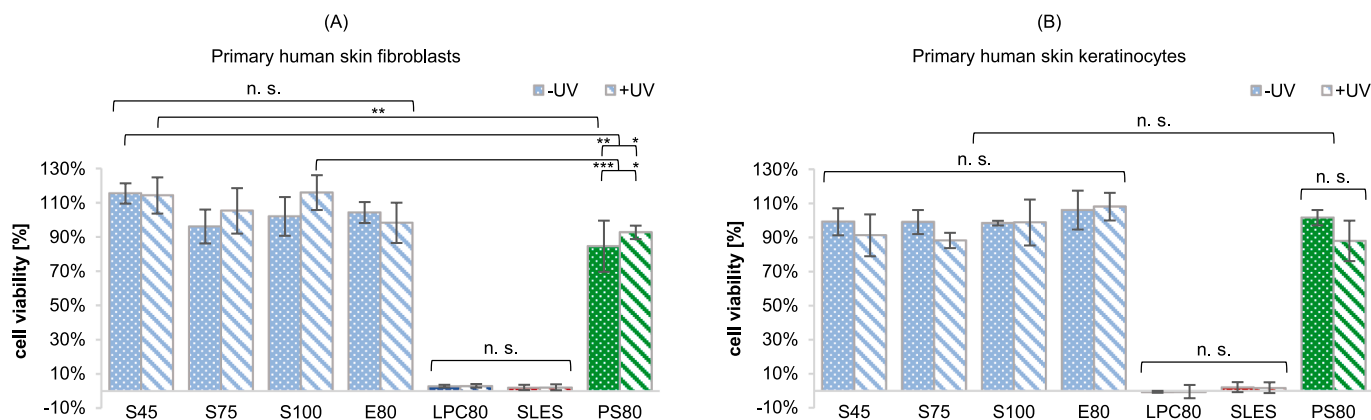 (A)
Primary human skin fibroblasts
-UV +UV
n. s.
**
** *
*** *
cell viability [%]
130%
110%
90%
70%
50%
30%
10%
-10%
n. s.
S45 S75 S100 E80 LPC80 SLES PS80
(B)
Primary human skin keratinocytes
-UV +UV
n. s.
n. s.
n. s.
cell viability [%]
130%
110%
90%
70%
50%
30%
10%
-10%
n. s.
S45 S75 S100 E80 LPC80 SLES PS80